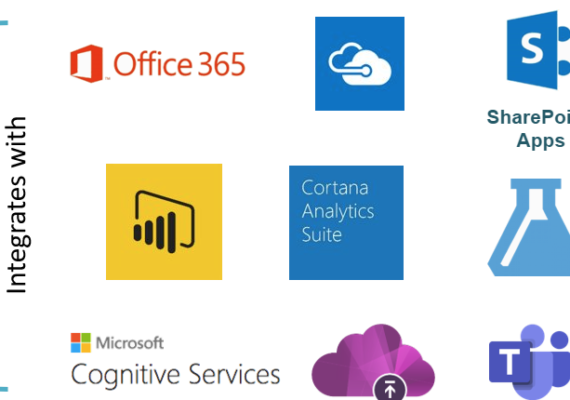 Integrates with
Office 365
S
SharePoi
Apps
Cortana
Analytics
Suite
Microsoft
Cognitive Services
T